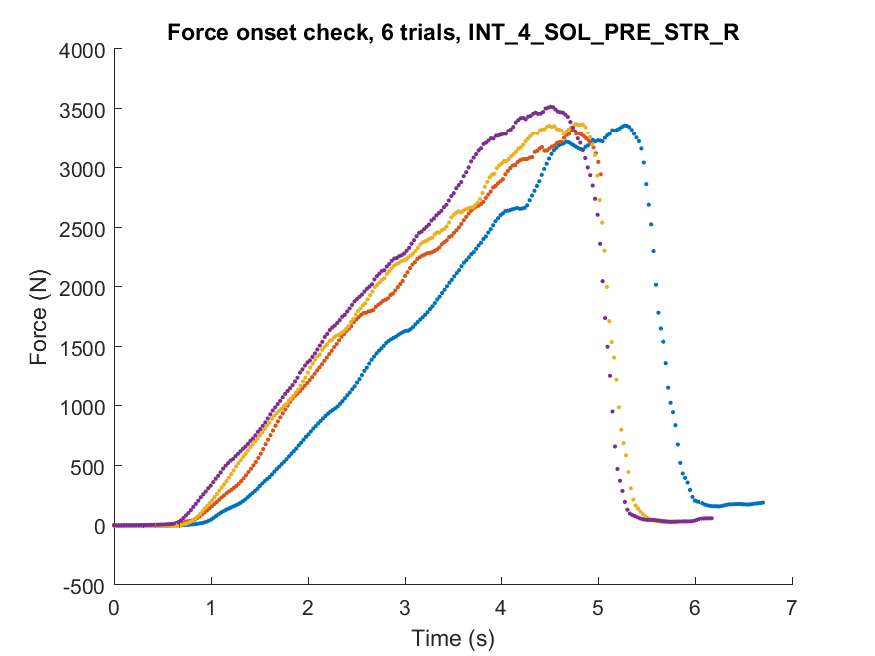 Force onset check, 6 trials, INT_4_SOL_PRE_STR_R
4000
3500
3000
2500
2000
1500
1000
500
0
-500
Force (N)
0 1 2 3 4 5 6 7
Time (s)